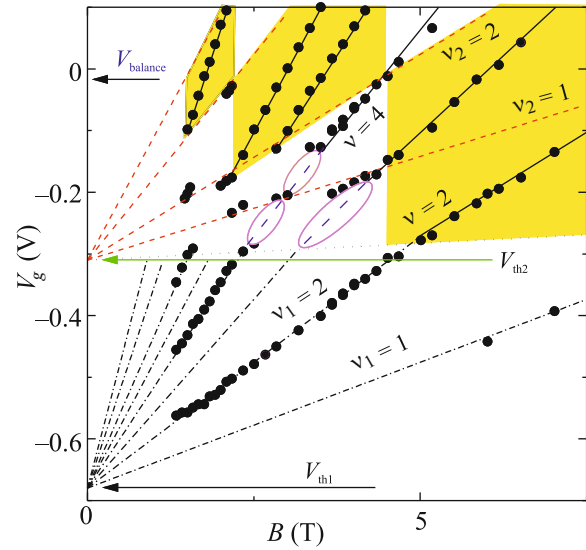 0
V_balance
ν₂ = 2
ν₂ = 1
ν = 4
−0.2
ν = 2
V_g (V)
V_th2
−0.4
ν₁ = 2
ν₁ = 1
−0.6
V_th1
0
5
B (T)